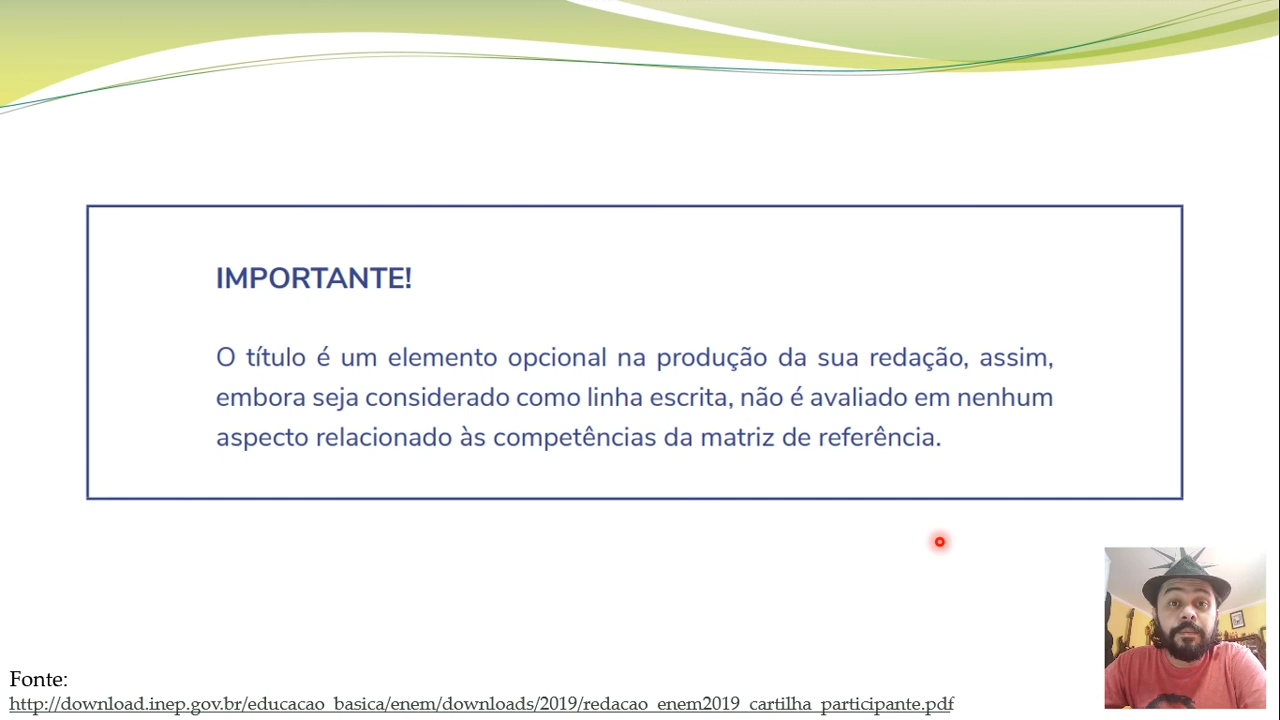 IMPORTANTE!
O título é um elemento opcional na produção da sua redação, assim,
embora seja considerado como linha escrita, não é avaliado em nenhum
aspecto relacionado às competências da matriz de referência.
Fonte:
http://download.inep.gov.br/educacao_basica/enem/downloads/2019/redacao_enem2019_cartilha_participante.pdf